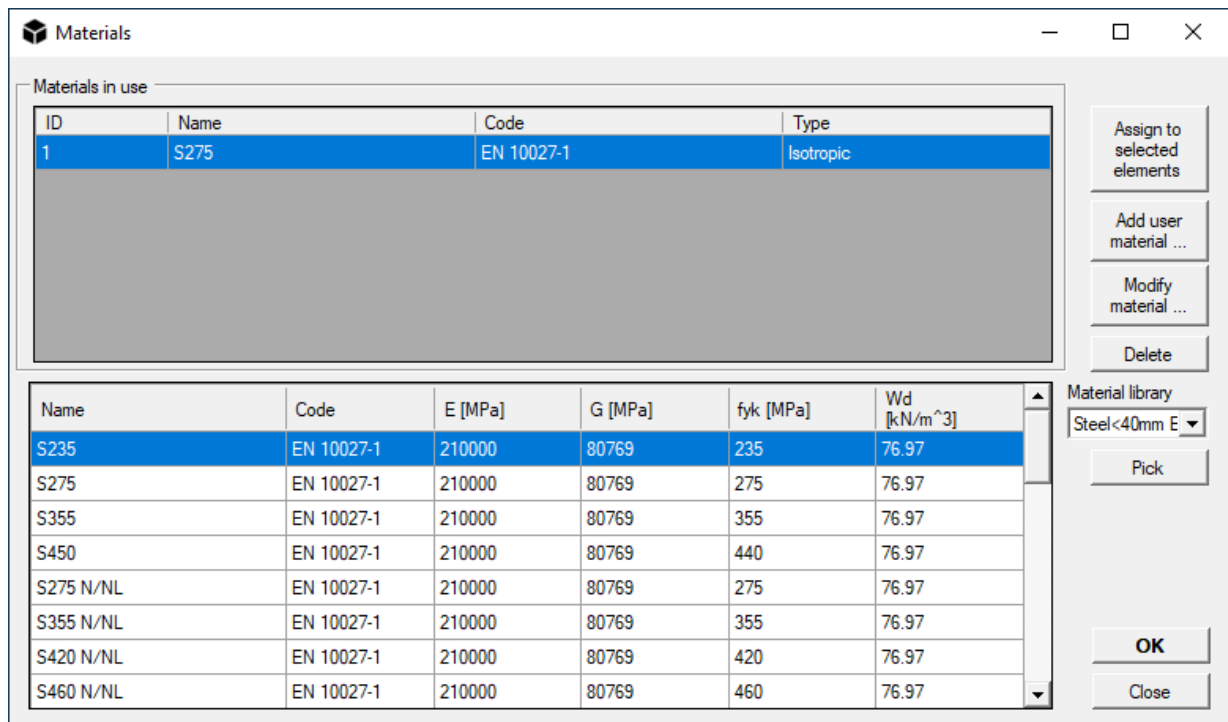 Materials
Materials in use
ID Name Code Type
1 S275 EN 10027-1 Isotropic
Assign to
selected
elements
Add user
material ...
Modify
material ...
Delete
Name Code E [MPa] G [MPa] fyk [MPa] Wd
[kN/m^3]
S235 EN 10027-1 210000 80769 235 76.97
S275 EN 10027-1 210000 80769 275 76.97
S355 EN 10027-1 210000 80769 355 76.97
S450 EN 10027-1 210000 80769 440 76.97
S275 N/NL EN 10027-1 210000 80769 275 76.97
S355 N/NL EN 10027-1 210000 80769 355 76.97
S420 N/NL EN 10027-1 210000 80769 420 76.97
S460 N/NL EN 10027-1 210000 80769 460 76.97
Material library
Steel<40mm E
Pick
OK
Close